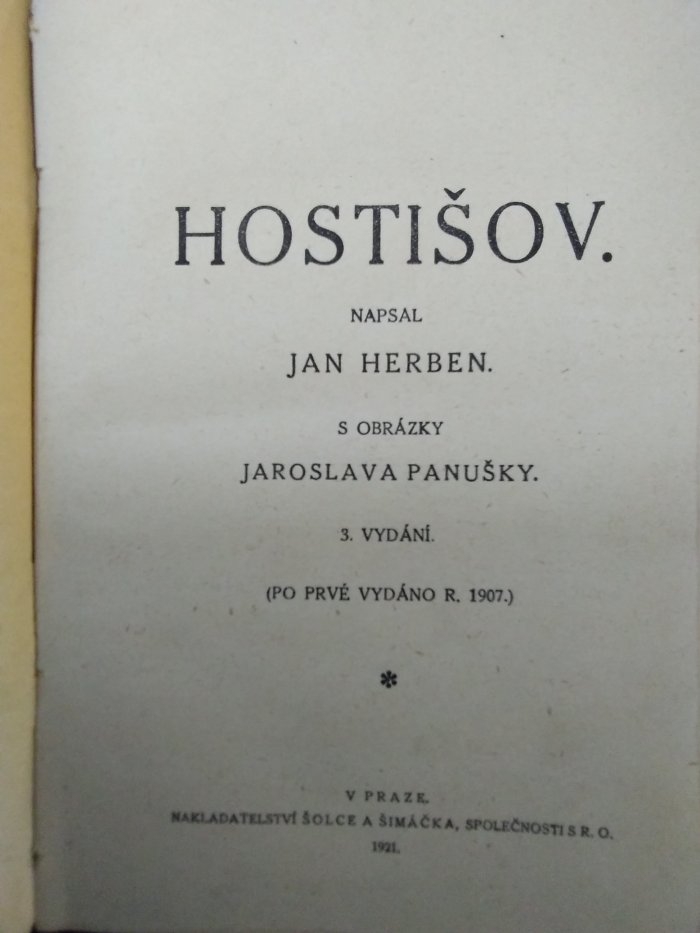 HOSTIŠOV.
NAPSAL
JAN HERBEN.
S OBRÁZKY
JAROSLAVA PANUŠKY.
3. VYDÁNÍ.
(PO PRVÉ VYDÁNO R. 1907.)
*
V PRAZE.
NAKLADATELSTVÍ ŠOLCE A ŠIMÁČKA, SPOLEČNOSTI S R. O.
1921.